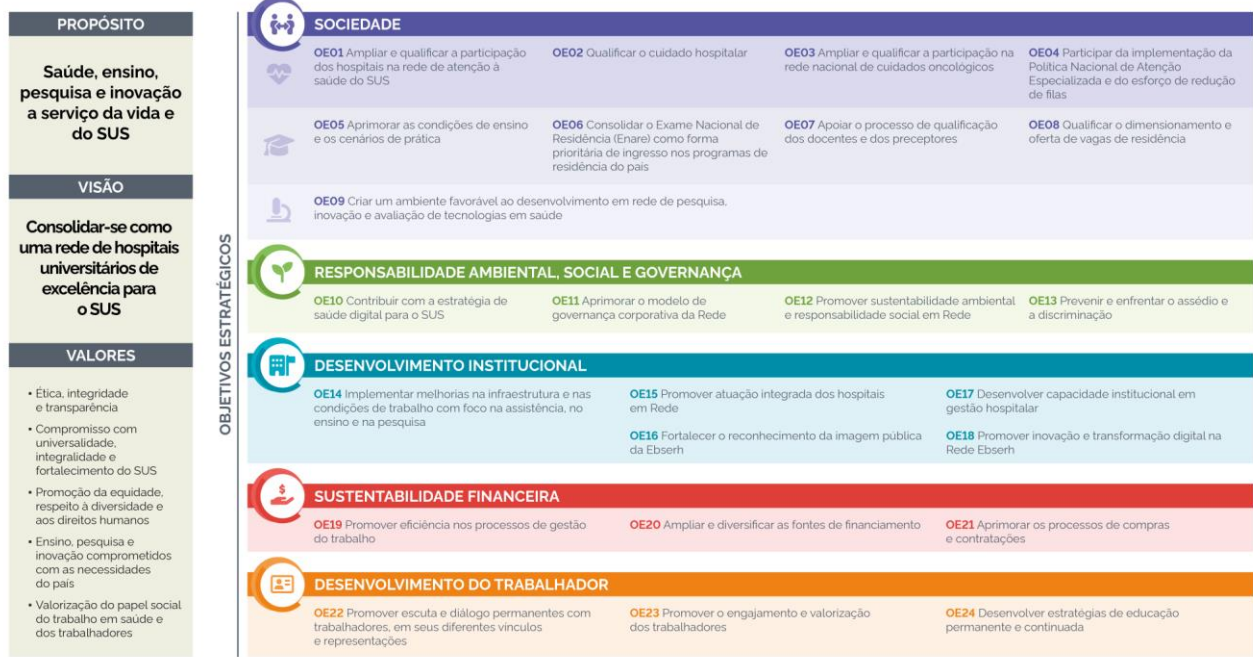 PROPÓSITO
Saúde, ensino,
pesquisa e inovação
a serviço da vida e
do SUS
VISÃO
Consolidar-se como
uma rede de hospitais
universitários de
excelência para
o SUS
VALORES
• Ética, integridade
e transparência
• Compromisso com
universalidade,
integralidade e
fortalecimento do SUS
• Promoção da equidade,
respeito à diversidade e
aos direitos humanos
• Ensino, pesquisa e
inovação comprometidos
com as necessidades
do país
• Valorização do papel social
do trabalho em saúde e
dos trabalhadores
OBJETIVOS ESTRATÉGICOS
SOCIEDADE
OE01 Ampliar e qualificar a participação
dos hospitais na rede de atenção à
saúde do SUS
OE02 Qualificar o cuidado hospitalar
OE03 Ampliar e qualificar a participação na
rede nacional de cuidados oncológicos
OE04 Participar da implementação da
Política Nacional de Atenção
Especializada e do esforço de redução
de filas
OE05 Aprimorar as condições de ensino
e os cenários de prática
OE06 Consolidar o Exame Nacional de
Residência (Enare) como forma
prioritária de ingresso nos programas de
residência do país
OE07 Apoiar o processo de qualificação
dos docentes e dos preceptores
OE08 Qualificar o dimensionamento e
oferta de vagas de residência
OE09 Criar um ambiente favorável ao desenvolvimento em rede de pesquisa,
inovação e avaliação de tecnologias em saúde
RESPONSABILIDADE AMBIENTAL, SOCIAL E GOVERNANÇA
OE10 Contribuir com a estratégia de
saúde digital para o SUS
OE11 Aprimorar o modelo de
governança corporativa da Rede
OE12 Promover sustentabilidade ambiental
e responsabilidade social em Rede
OE13 Prevenir e enfrentar o assédio e
a discriminação
DESENVOLVIMENTO INSTITUCIONAL
OE14 Implementar melhorias na infraestrutura e nas
condições de trabalho com foco na assistência, no
ensino e na pesquisa
OE15 Promover atuação integrada dos hospitais
em Rede
OE16 Fortalecer o reconhecimento da imagem pública
da Ebserh
OE17 Desenvolver capacidade institucional em
gestão hospitalar
OE18 Promover inovação e transformação digital na
Rede Ebserh
$
SUSTENTABILIDADE FINANCEIRA
OE19 Promover eficiência nos processos de gestão
do trabalho
OE20 Ampliar e diversificar as fontes de financiamento
OE21 Aprimorar os processos de compras
e contratações
DESENVOLVIMENTO DO TRABALHADOR
OE22 Promover escuta e diálogo permanentes com
trabalhadores, em seus diferentes vínculos
e representações
OE23 Promover o engajamento e valorização
dos trabalhadores
OE24 Desenvolver estratégias de educação
permanente e continuada